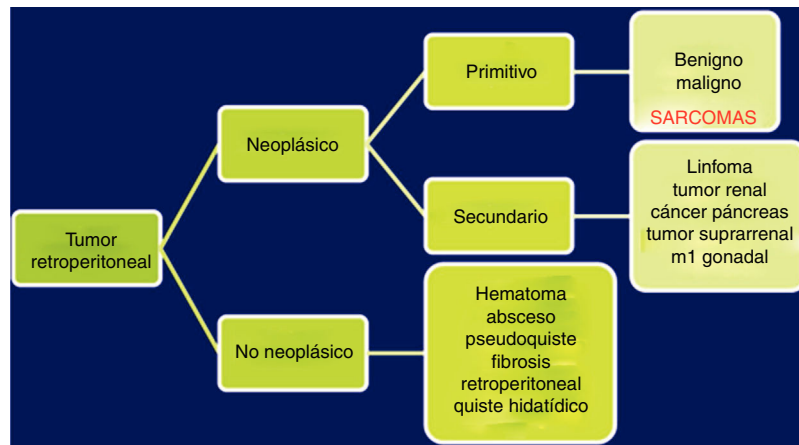 Tumor
retroperitoneal
Neoplásico
Primitivo
Benigno
maligno
SARCOMAS
Secundario
Linfoma
tumor renal
cáncer páncreas
tumor suprarrenal
m1 gonadal
No neoplásico
Hematoma
absceso
pseudoquiste
fibrosis
retroperitoneal
quiste hidatídico